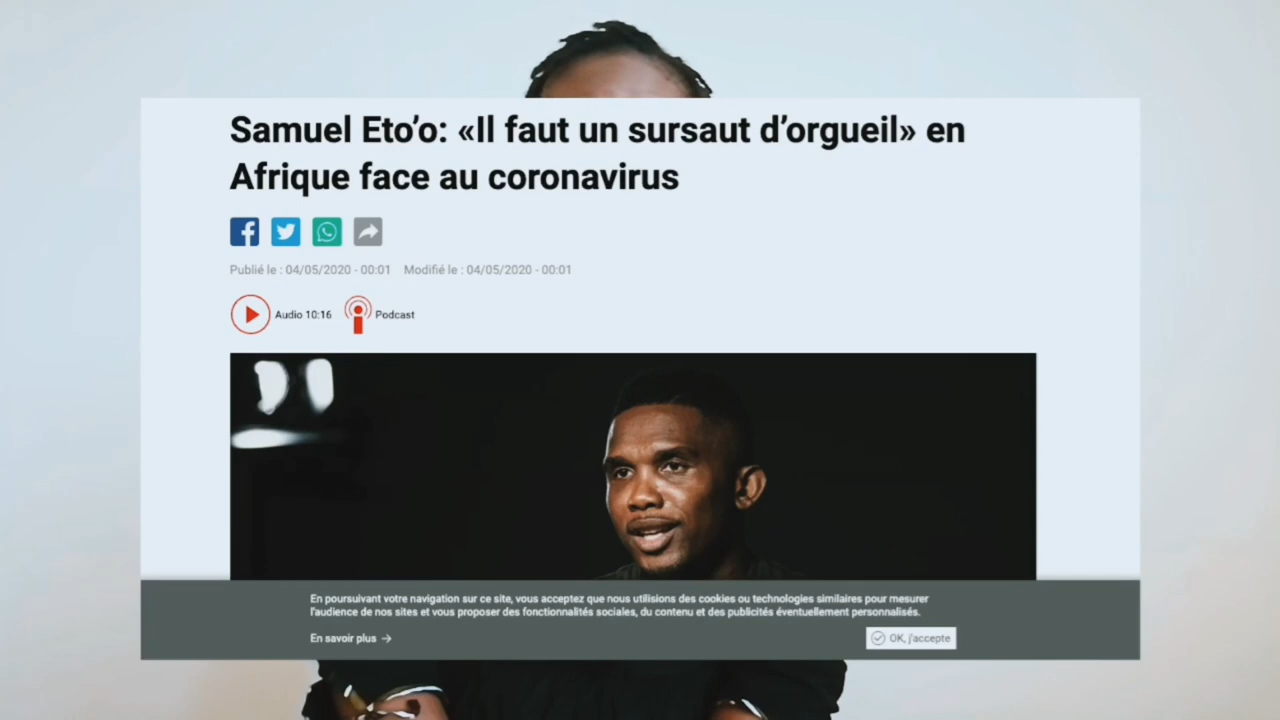 Samuel Eto’o: «Il faut un sursaut d’orgueil» en
Afrique face au coronavirus
Publié le : 04/05/2020 - 00:01 Modifié le : 04/05/2020 - 00:01
Audio 10:16 Podcast
En poursuivant votre navigation sur ce site, vous acceptez que nous utilisions des cookies ou technologies similaires pour mesurer
l’audience de nos sites et vous proposer des fonctionnalités sociales, du contenu et des publicités éventuellement personnalisés.
En savoir plus →
OK, j’accepte